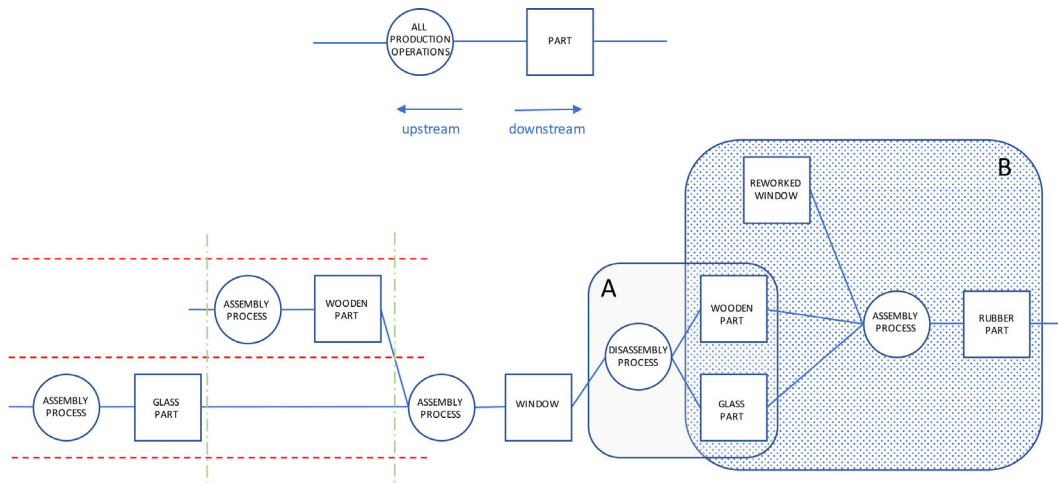 ALL
PRODUCTION
OPERATIONS
PART
upstream
downstream
B
REWORKED
WINDOW
A
ASSEMBLY
PROCESS
WOODEN
PART
WOODEN
PART
ASSEMBLY
PROCESS
RUBBER
PART
DISASSEMBLY
PROCESS
ASSEMBLY
PROCESS
GLASS
PART
ASSEMBLY
PROCESS
WINDOW
GLASS
PART